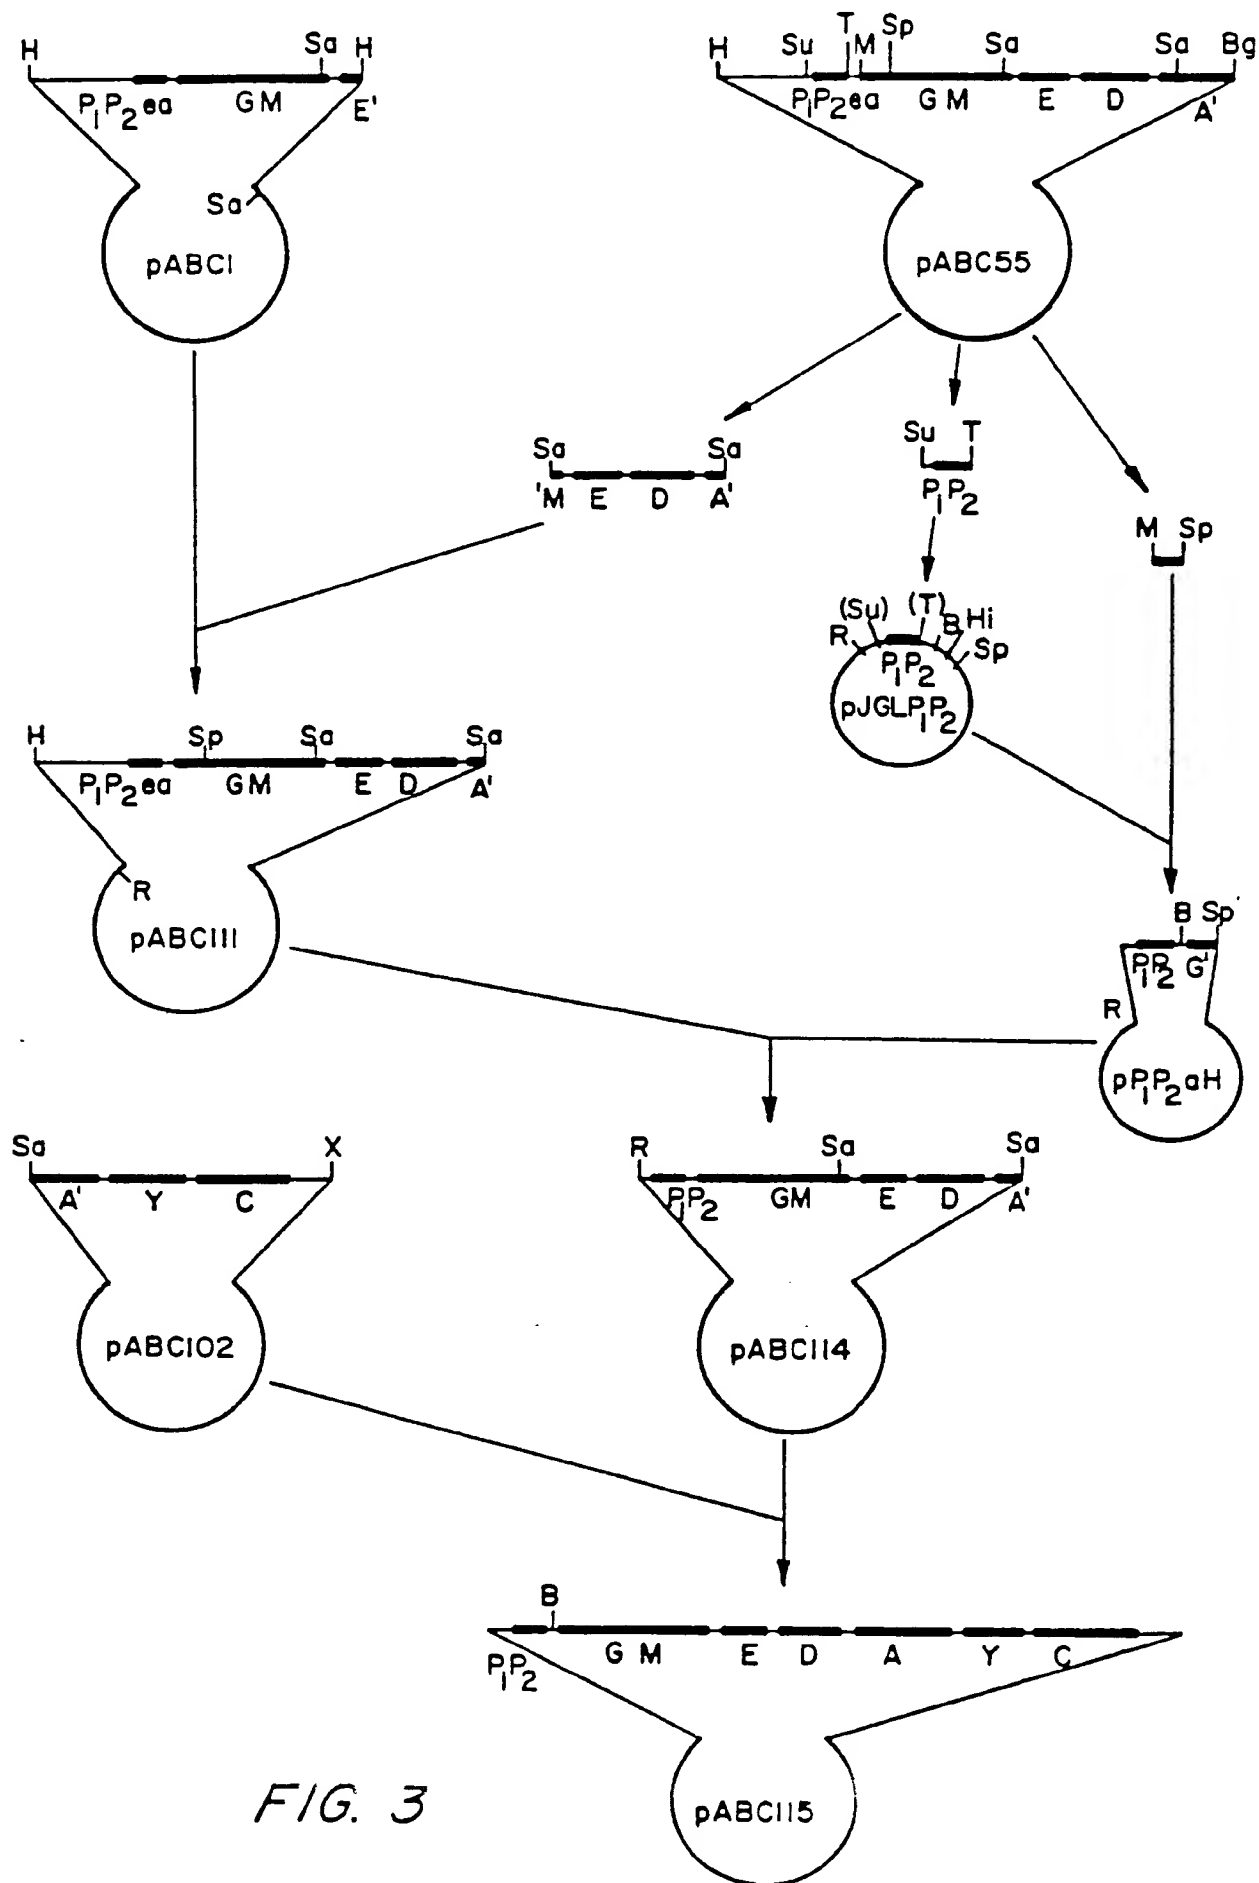 H Sa H
P1P2ea GM E'
Sa
pABC1
H Su T M Sp Sa Sa Bg
P1P2ea GM E D A'
pABC55
Sa Sa
'M E D A'
Su T
P1P2
M Sp
R (Su) (T) B Hi Sp
P1P2
pJGLP1P2
H Sp Sa Sa
P1P2ea GM E D A'
R
pABC111
B Sp'
P1P2 G'
R
pP1P2aH
Sa X
A' Y C
pABC102
R Sa Sa
P1P2 GM E D A'
pABC114
B
P1P2 G M E D A Y C
pABC115
FIG. 3